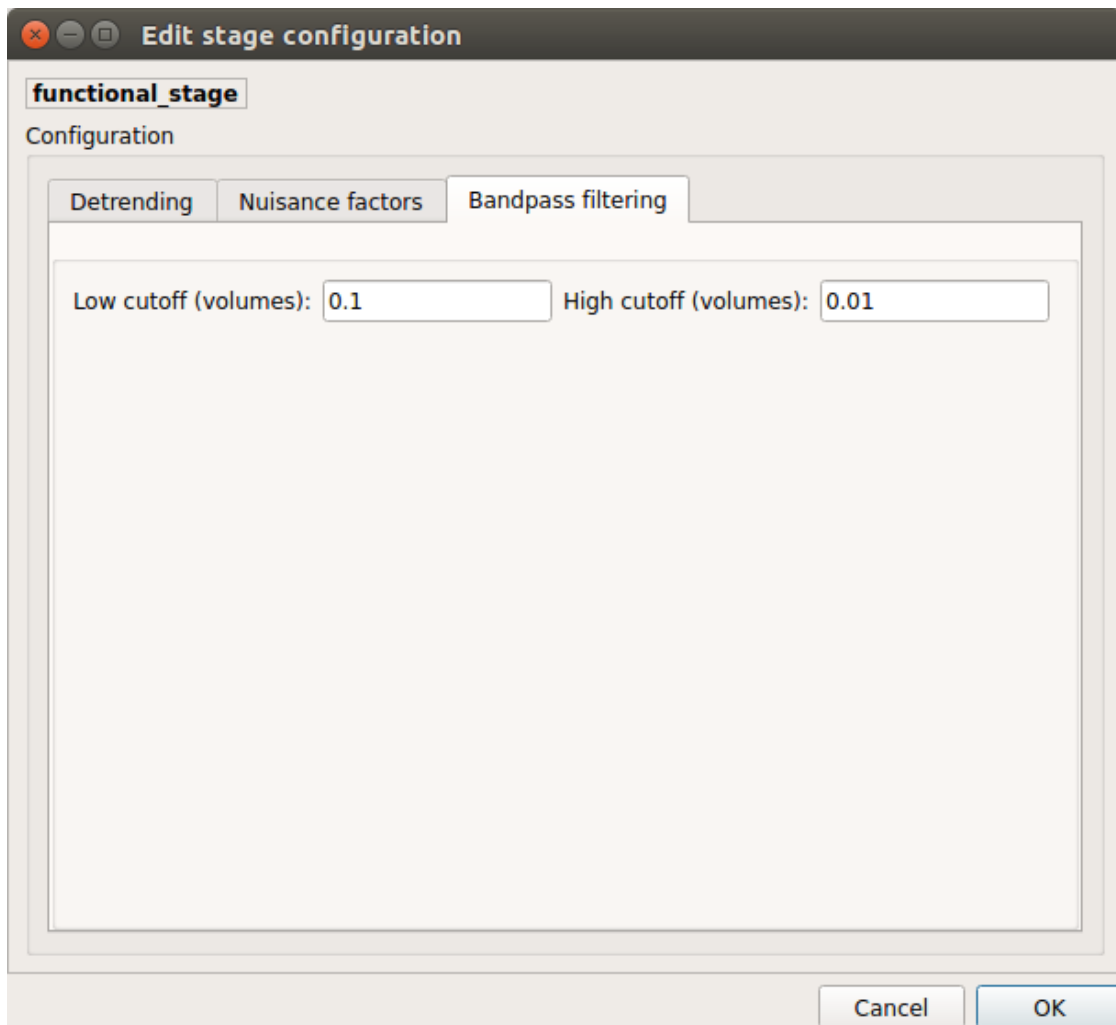 Edit stage configuration
functional_stage
Configuration
Detrending Nuisance factors Bandpass filtering
Low cutoff (volumes): 0.1 High cutoff (volumes): 0.01
Cancel OK